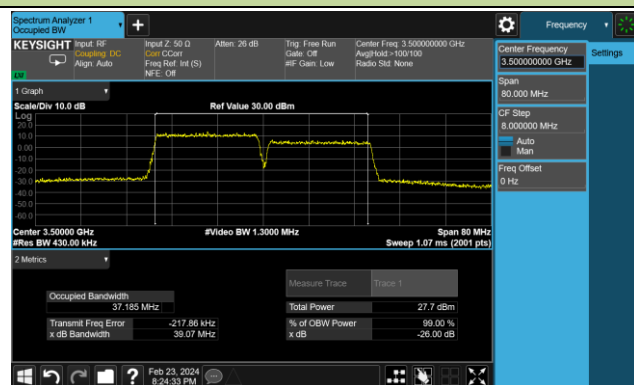 Spectrum Analyzer 1
Occupied BW
+
Frequency
KEYSIGHT
Input: RF
Coupling: DC
Align: Auto
Input Z: 50 Ω
Corr CCorr
Freq Ref: Int (S)
NFE: Off
Atten: 26 dB
Trig: Free Run
Gate: Off
#IF Gain: Low
Center Freq: 3.500000000 GHz
Avg|Hold:>100/100
Radio Std: None
Center Frequency
3.500000000 GHz
Settings
Span
80.000 MHz
CF Step
8.000000 MHz
Auto
Man
Freq Offset
0 Hz
1 Graph
Scale/Div 10.0 dB
Ref Value 30.00 dBm
Log
20.0
10.0
0.00
-10.0
-20.0
-30.0
-40.0
-50.0
-60.0
Center 3.50000 GHz
#Video BW 1.3000 MHz
Span 80 MHz
#Res BW 430.00 kHz
Sweep 1.07 ms (2001 pts)
2 Metrics
Measure Trace
Trace 1
Occupied Bandwidth
37.185 MHz
Total Power
27.7 dBm
Transmit Freq Error
-217.86 kHz
% of OBW Power
99.00 %
x dB Bandwidth
39.07 MHz
x dB
-26.00 dB
?
Feb 23, 2024
8:24:33 PM